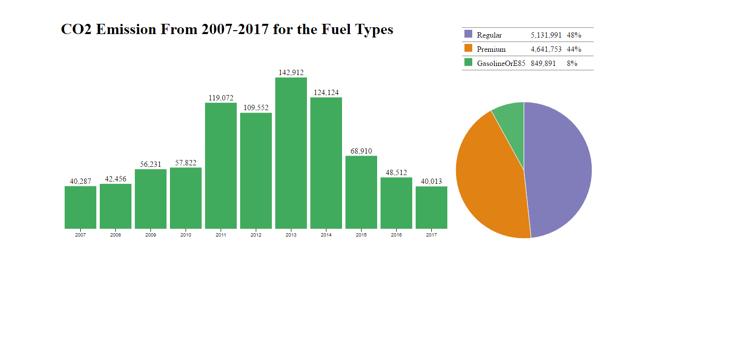 CO2 Emission From 2007-2017 for the Fuel Types
Regular 5,131,991 48%
Premium 4,641,753 44%
GasolineOrE85 849,891 8%
142,912
124,124
119,072
109,552
68,910
56,231
57,822
48,512
40,287
42,456
40,013
2007 2008 2009 2010 2011 2012 2013 2014 2015 2016 2017